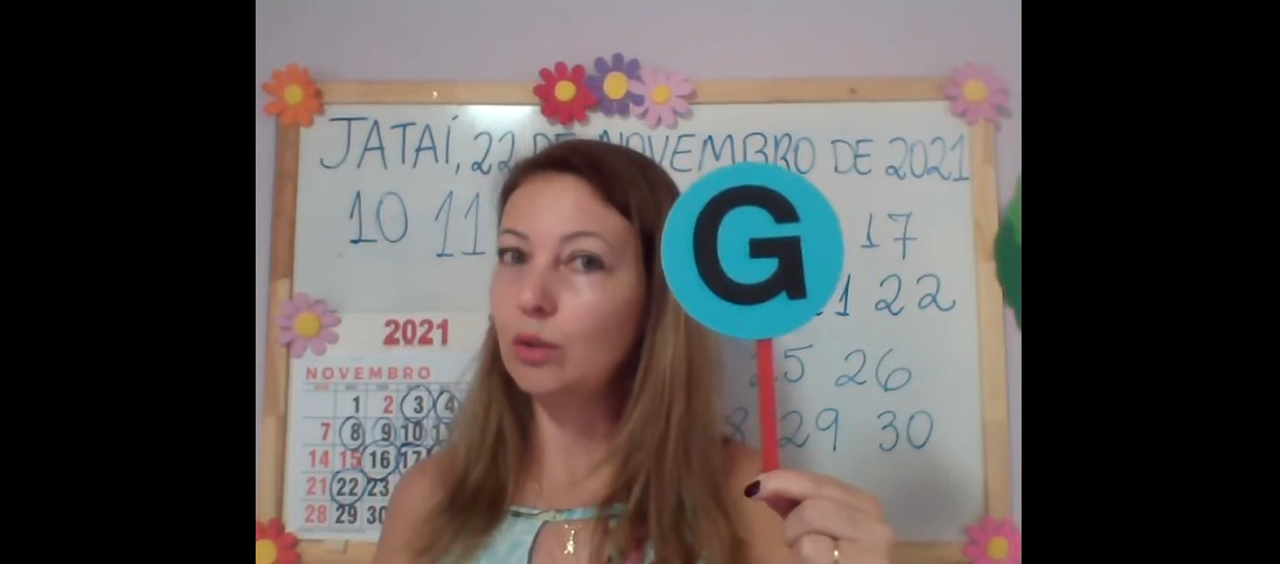 JATAÍ, 22 DE NOVEMBRO DE 2021
10 11 17
22
26
29 30
G
2021
NOVEMBRO
1 2 3 4
7 8 9 10
14 15 16 17
21 22 23
28 29 30